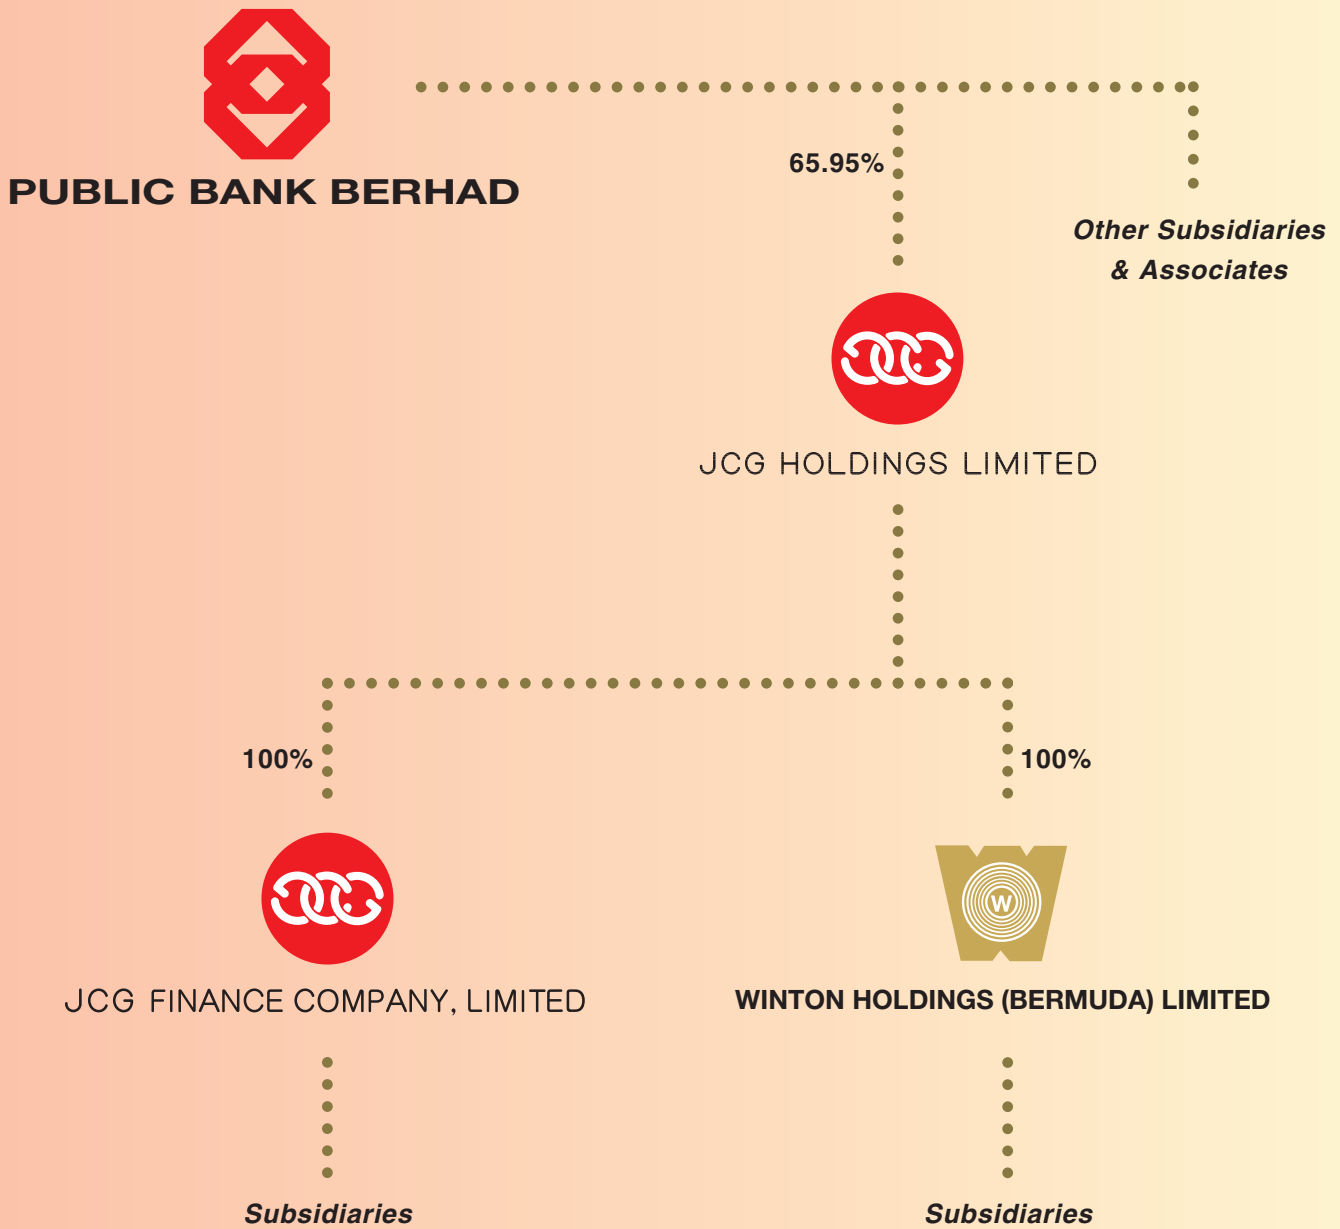 PUBLIC BANK BERHAD
65.95%
Other Subsidiaries
& Associates
JCG HOLDINGS LIMITED
100%
100%
W
JCG FINANCE COMPANY, LIMITED
WINTON HOLDINGS (BERMUDA) LIMITED
Subsidiaries
Subsidiaries